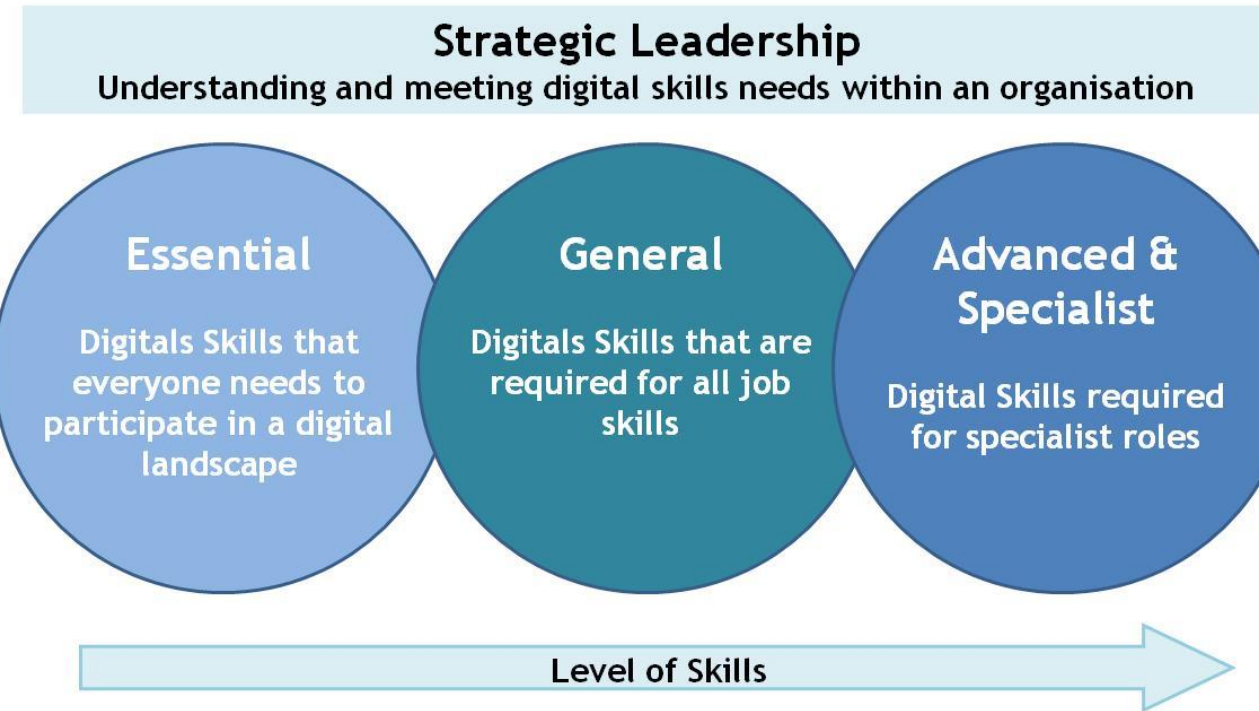 Strategic Leadership
Understanding and meeting digital skills needs within an organisation
Essential
Digitals Skills that
everyone needs to
participate in a digital
landscape
General
Digitals Skills that are
required for all job
skills
Advanced &
Specialist
Digital Skills required
for specialist roles
Level of Skills